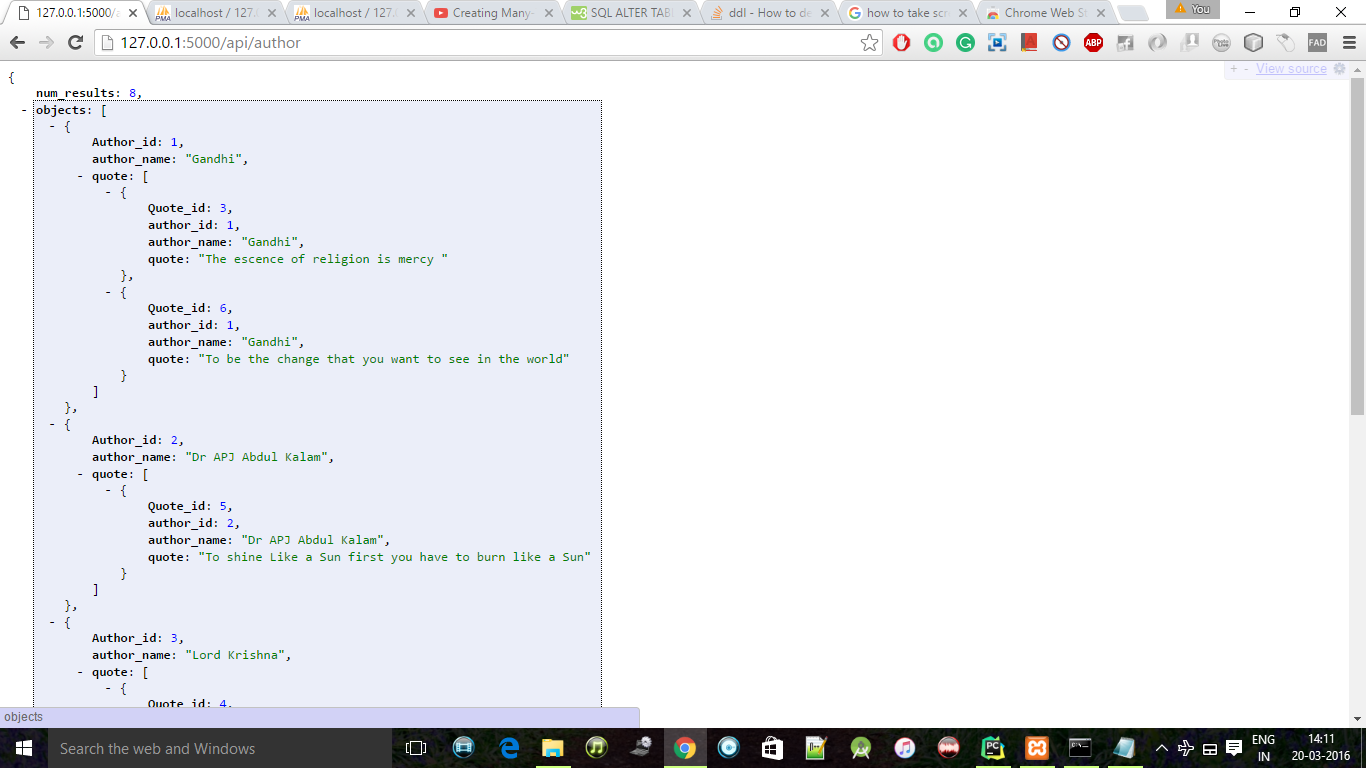 127.0.0.1:5000/a
localhost / 127.
localhost / 127.
Creating Many-
SQL ALTER TAB
ddl - How to de
how to take scr
Chrome Web St
You
127.0.0.1:5000/api/author
ABP
FAD
+ - View source
{
num_results: 8,
- objects: [
- {
Author_id: 1,
author_name: "Gandhi",
- quote: [
- {
Quote_id: 3,
author_id: 1,
author_name: "Gandhi",
quote: "The escence of religion is mercy "
},
- {
Quote_id: 6,
author_id: 1,
author_name: "Gandhi",
quote: "To be the change that you want to see in the world"
}
]
},
- {
Author_id: 2,
author_name: "Dr APJ Abdul Kalam",
- quote: [
- {
Quote_id: 5,
author_id: 2,
author_name: "Dr APJ Abdul Kalam",
quote: "To shine Like a Sun first you have to burn like a Sun"
}
]
},
- {
Author_id: 3,
author_name: "Lord Krishna",
- quote: [
- {
Quote_id: 4,
objects
Search the web and Windows
ENG
IN
14:11
20-03-2016